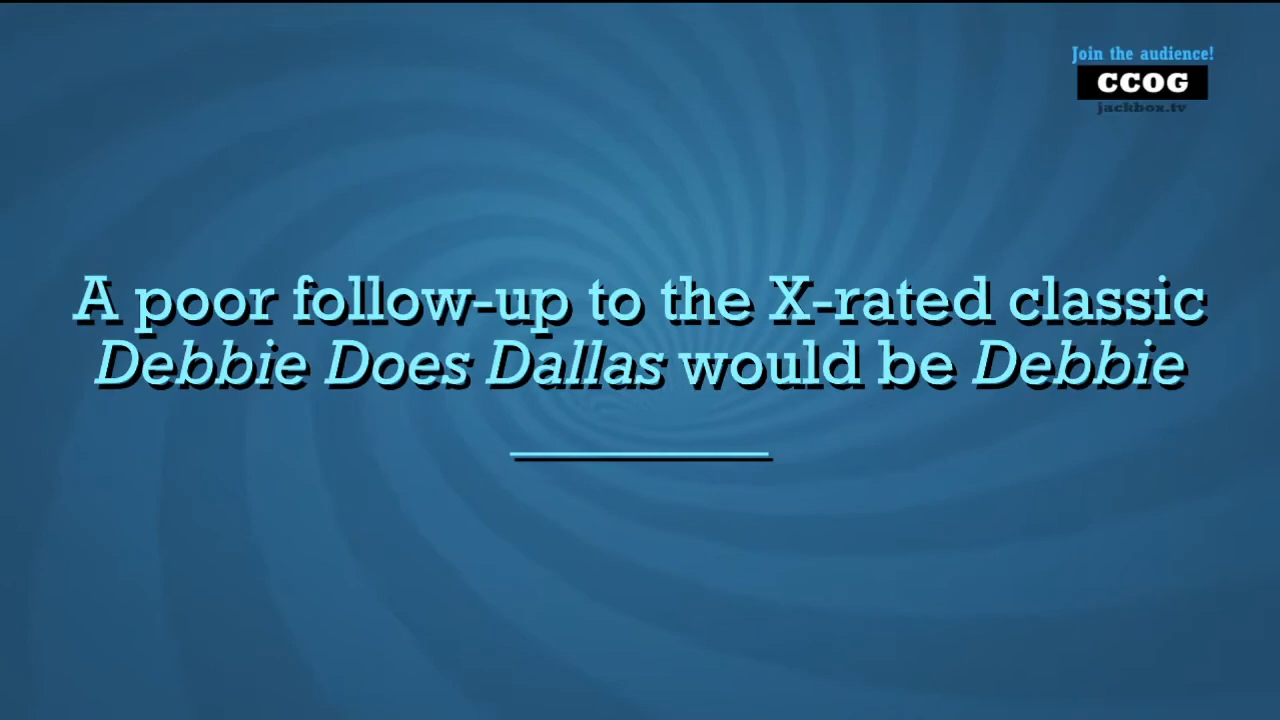 Join the audience!
CCOG
jackbox.tv
A poor follow-up to the X-rated classic
Debbie Does Dallas would be Debbie